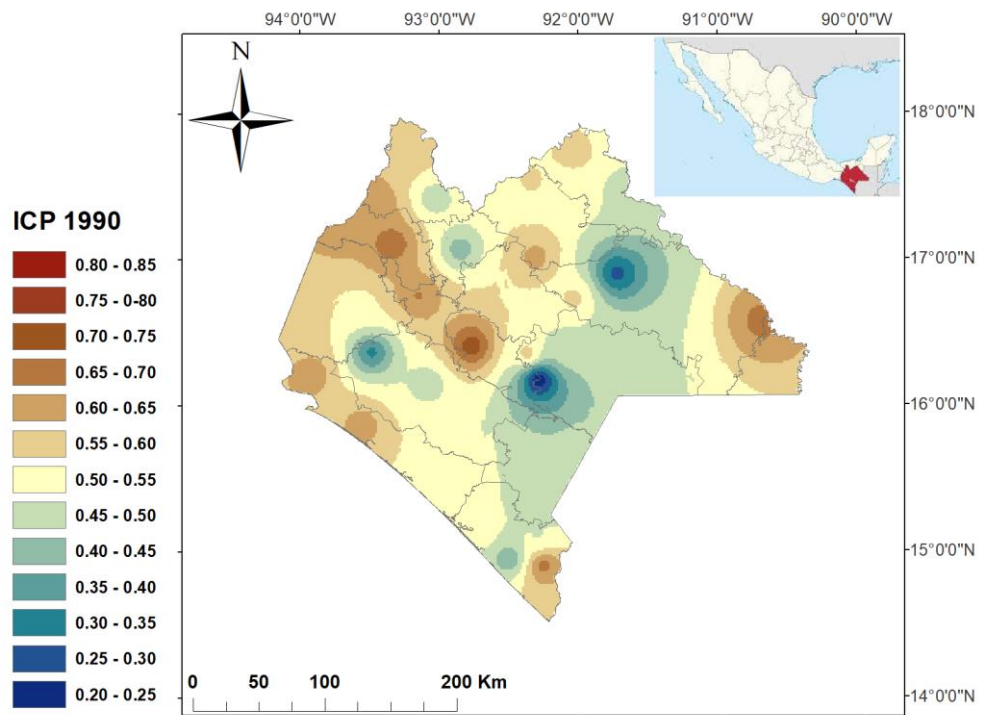 94°0'0"W 93°0'0"W 92°0'0"W 91°0'0"W 90°0'0"W
N
18°0'0"N
17°0'0"N
16°0'0"N
15°0'0"N
14°0'0"N
ICP 1990
0.80 - 0.85
0.75 - 0-80
0.70 - 0.75
0.65 - 0.70
0.60 - 0.65
0.55 - 0.60
0.50 - 0.55
0.45 - 0.50
0.40 - 0.45
0.35 - 0.40
0.30 - 0.35
0.25 - 0.30
0.20 - 0.25
0 50 100 200 Km